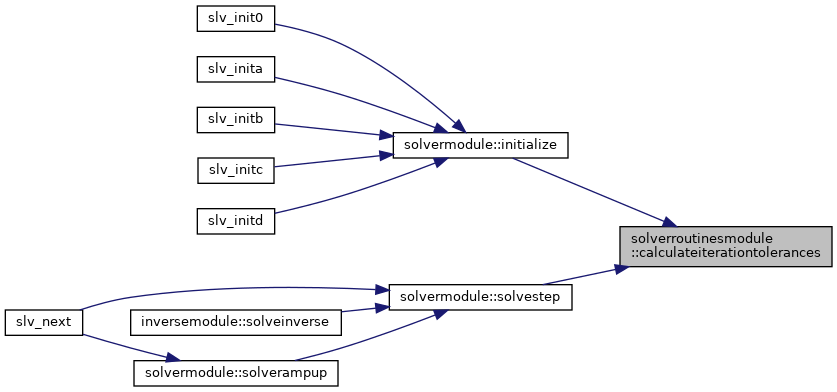 slv_init0
slv_inita
slv_initb
slv_initc
slv_initd
solvermodule::initialize
solverroutinesmodule
::calculateiterationtolerances
solvermodule::solvestep
slv_next
inversemodule::solveinverse
solvermodule::solverampup